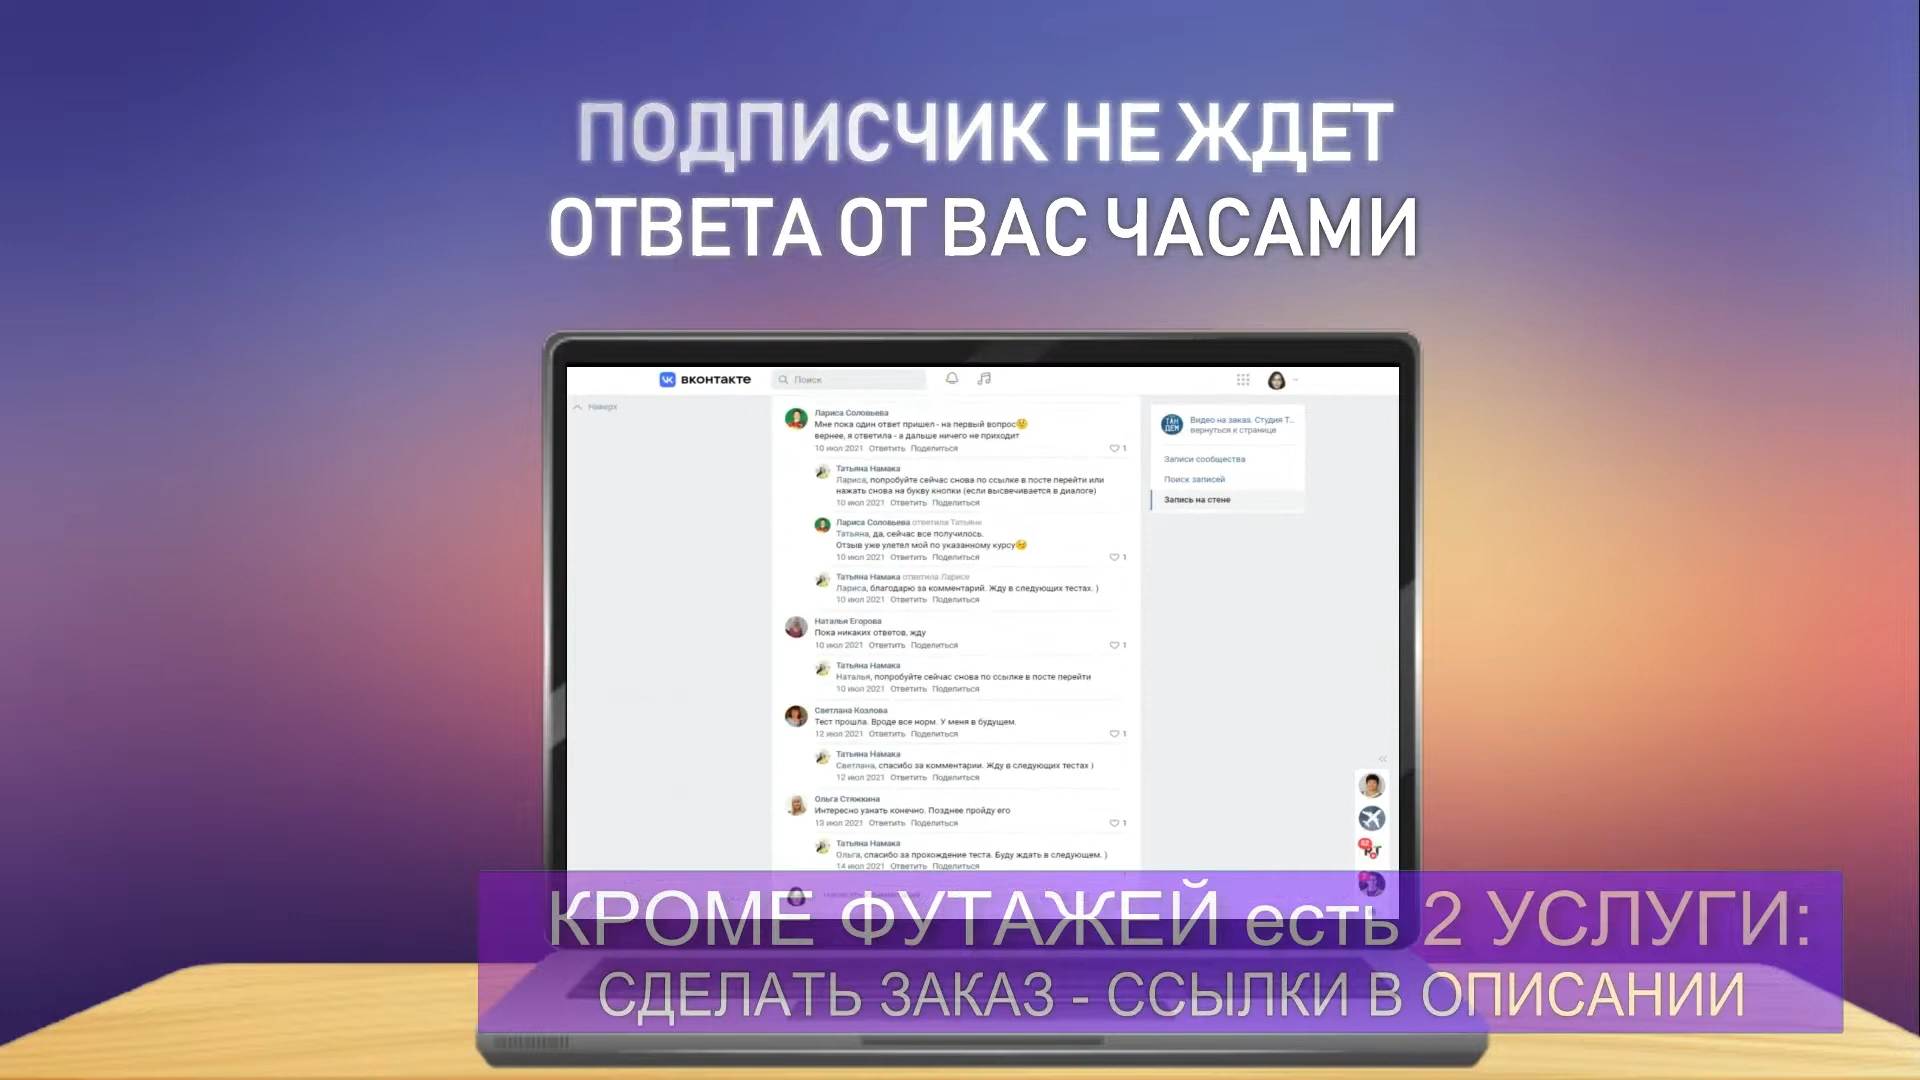 ПОДПИСЧИК НЕ ЖДЕТ
ОТВЕТА ОТ ВАС ЧАСАМИ
вконтакте
Поиск
Наверх
Лариса Соловьева
Мне пока один ответ пришел - на первый вопрос
вернее, я ответила - а дальше ничего не приходит
10 июл 2021 Ответить Поделиться
1
Татьяна Намака
Лариса, попробуйте сейчас снова по ссылке в посте перейти или
нажать снова на букву кнопки (если высвечивается в диалоге)
10 июл 2021 Ответить Поделиться
Лариса Соловьева ответила Татьяне
Татьяна, да, сейчас все получилось.
Отзыв уже улетел мой по указанному курсу
10 июл 2021 Ответить Поделиться
1
Татьяна Намака ответила Ларисе
Лариса, благодарю за комментарий. Жду в следующих тестах. )
10 июл 2021 Ответить Поделиться
Наталья Егорова
Пока никаких ответов, жду
10 июл 2021 Ответить Поделиться
1
Татьяна Намака
Наталья, попробуйте сейчас снова по ссылке в посте перейти
10 июл 2021 Ответить Поделиться
Светлана Козлова
Тест прошла. Вроде все норм. У меня в будущем.
12 июл 2021 Ответить Поделиться
1
Татьяна Намака
Светлана, спасибо за комментарии. Жду в следующих тестах )
12 июл 2021 Ответить Поделиться
Ольга Стяжкина
Интересно узнать конечно. Позднее пройду его
13 июл 2021 Ответить Поделиться
1
Татьяна Намака
Ольга, спасибо за прохождение теста. Буду ждать в следующем. )
14 июл 2021 Ответить Поделиться
ТАН
ДЕМ
Видео на заказ. Студия Т...
вернуться к странице
Записи сообщества
Поиск записей
Запись на стене
КРОМЕ ФУТАЖЕЙ есть 2 УСЛУГИ:
СДЕЛАТЬ ЗАКАЗ - ССЫЛКИ В ОПИСАНИИ